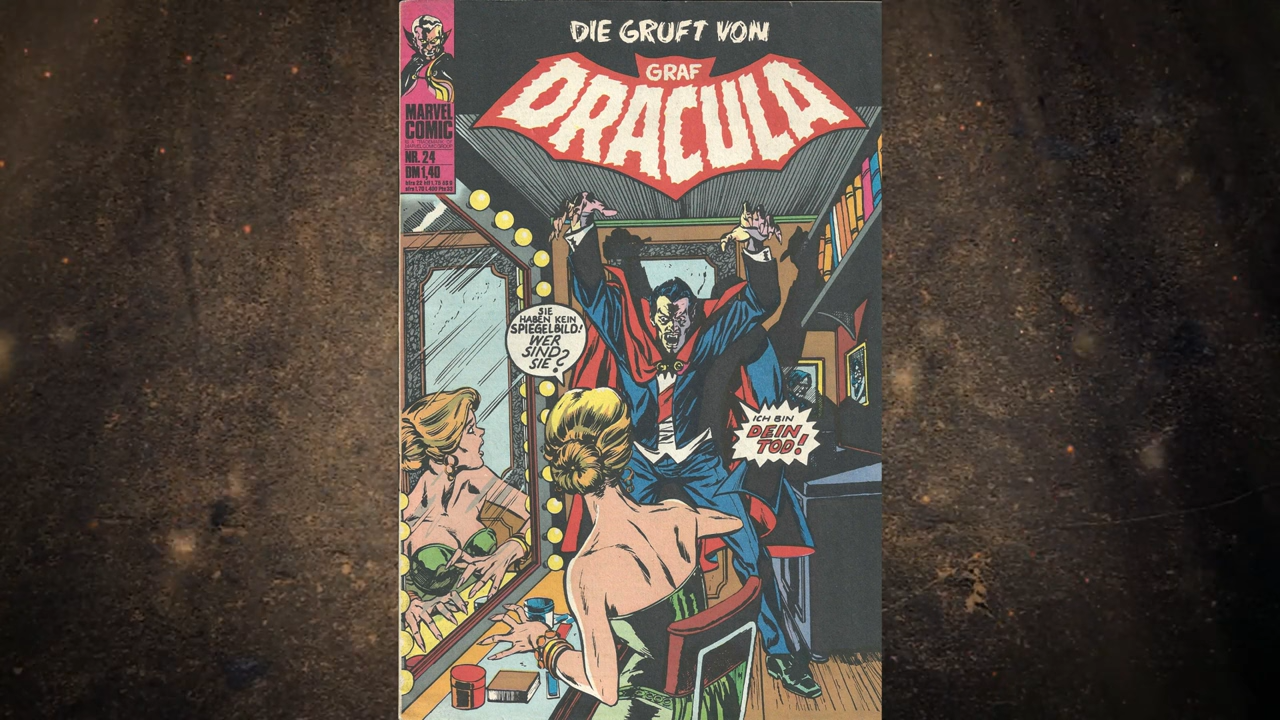 DIE GRUFT VON
GRAF
DRACULA
MARVEL
COMIC
NR. 24
DM 1,40
SIE
HABEN KEIN
SPIEGELBILD!
WER
SIND
SIE?
ICH BIN
DEIN
TOD!